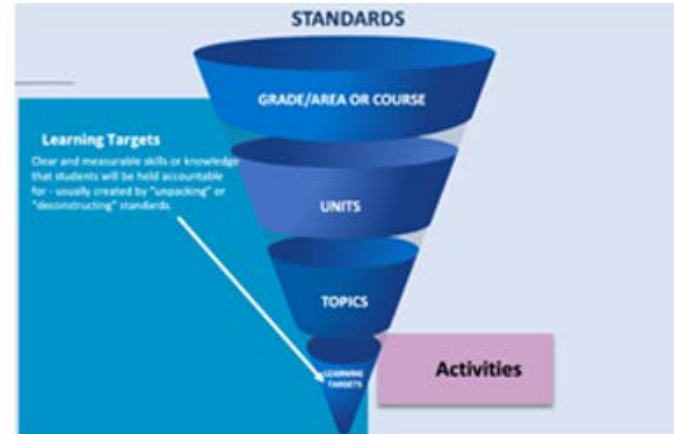 STANDARDS
GRADE/AREA OR COURSE
Learning Targets
Clear and measurable skills or knowledge
that students will be held accountable
for - usually created by "unpacking" or
"deconstructing" standards.
UNITS
TOPICS
LEARNING
TARGETS
Activities